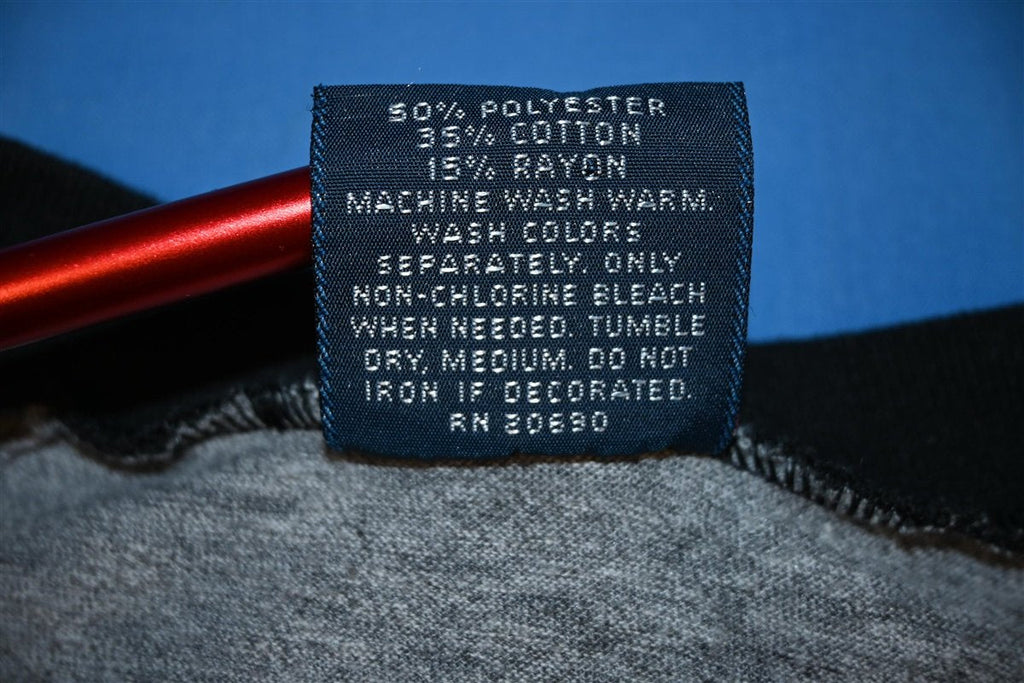 50% POLYESTER
35% COTTON
15% RAYON
MACHINE WASH WARM.
WASH COLORS
SEPARATELY. ONLY
NON-CHLORINE BLEACH
WHEN NEEDED. TUMBLE
DRY, MEDIUM. DO NOT
IRON IF DECORATED.
RN